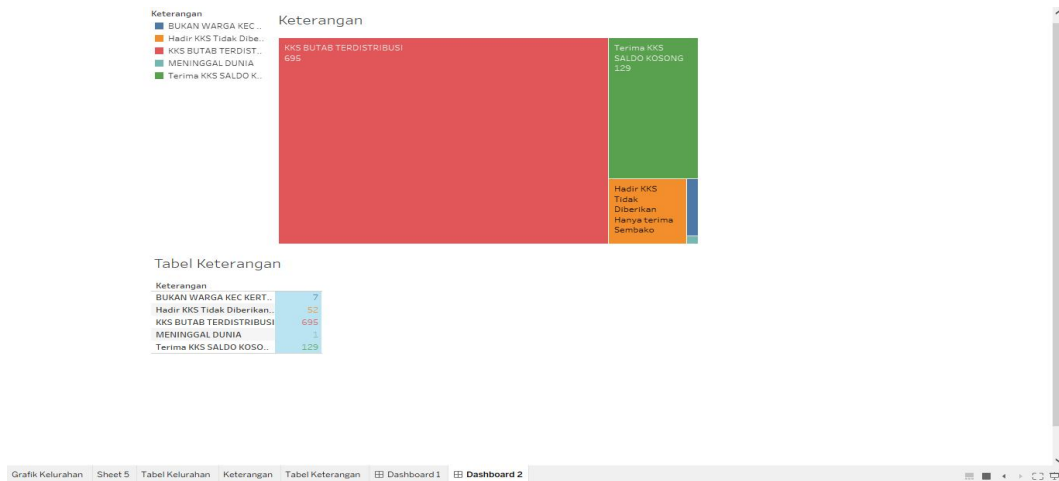 Keterangan
BUKAN WARGA KEC ..
Hadir KKS Tidak Dibe..
KKS BUTAB TERDIST..
MENINGGAL DUNIA
Terima KKS SALDO K..
Keterangan
KKS BUTAB TERDISTRIBUSI
695
Terima KKS
SALDO KOSONG
129
Hadir KKS
Tidak
Diberikan
Hanya terima
Sembako
Tabel Keterangan
Keterangan
BUKAN WARGA KEC KERT.. 7
Hadir KKS Tidak Diberikan.. 52
KKS BUTAB TERDISTRIBUSI 695
MENINGGAL DUNIA 1
Terima KKS SALDO KOSO.. 129
Grafik Kelurahan Sheet 5 Tabel Kelurahan Keterangan Tabel Keterangan Dashboard 1 Dashboard 2